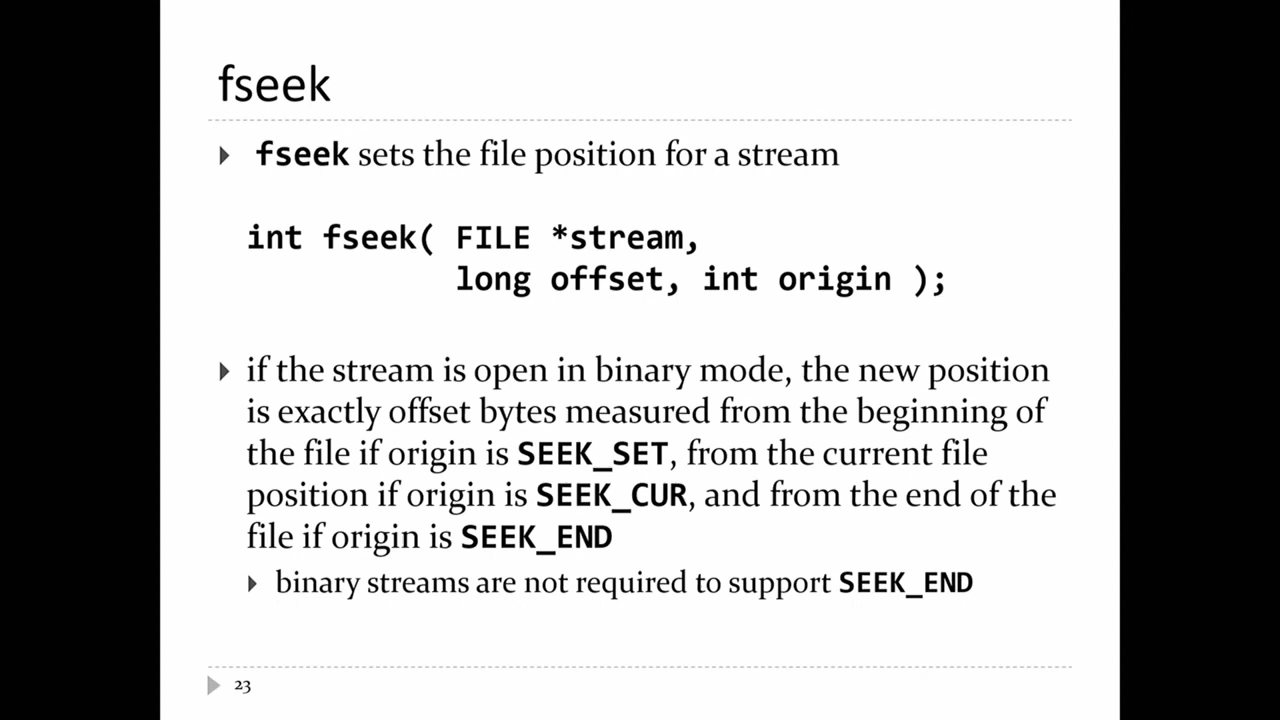 fseek
fseek sets the file position for a stream
int fseek( FILE *stream,
long offset, int origin );
if the stream is open in binary mode, the new position
is exactly offset bytes measured from the beginning of
the file if origin is SEEK_SET, from the current file
position if origin is SEEK_CUR, and from the end of the
file if origin is SEEK_END
binary streams are not required to support SEEK_END
23